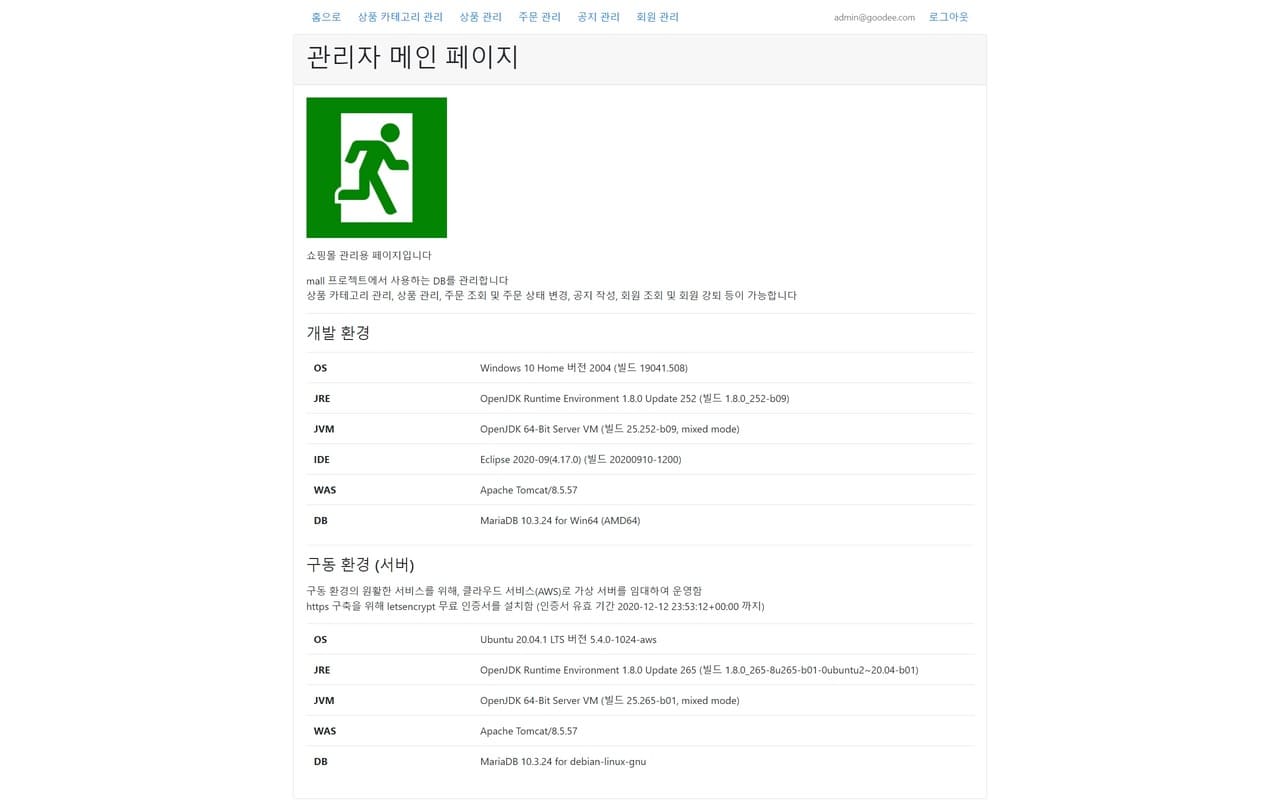 홈으로 상품 카테고리 관리 상품 관리 주문 관리 공지 관리 회원 관리 admin@goodee.com 로그아웃
관리자 메인 페이지
쇼핑몰 관리용 페이지입니다
mall 프로젝트에서 사용하는 DB를 관리합니다
상품 카테고리 관리, 상품 관리, 주문 조회 및 주문 상태 변경, 공지 작성, 회원 조회 및 회원 강퇴 등이 가능합니다
개발 환경
OS Windows 10 Home 버전 2004 (빌드 19041.508)
JRE OpenJDK Runtime Environment 1.8.0 Update 252 (빌드 1.8.0_252-b09)
JVM OpenJDK 64-Bit Server VM (빌드 25.252-b09, mixed mode)
IDE Eclipse 2020-09(4.17.0) (빌드 20200910-1200)
WAS Apache Tomcat/8.5.57
DB MariaDB 10.3.24 for Win64 (AMD64)
구동 환경 (서버)
구동 환경의 원활한 서비스를 위해, 클라우드 서비스(AWS)로 가상 서버를 임대하여 운영함
https 구축을 위해 letsencrypt 무료 인증서를 설치함 (인증서 유효 기간 2020-12-12 23:53:12+00:00 까지)
OS Ubuntu 20.04.1 LTS 버전 5.4.0-1024-aws
JRE OpenJDK Runtime Environment 1.8.0 Update 265 (빌드 1.8.0_265-8u265-b01-0ubuntu2~20.04-b01)
JVM OpenJDK 64-Bit Server VM (빌드 25.265-b01, mixed mode)
WAS Apache Tomcat/8.5.57
DB MariaDB 10.3.24 for debian-linux-gnu